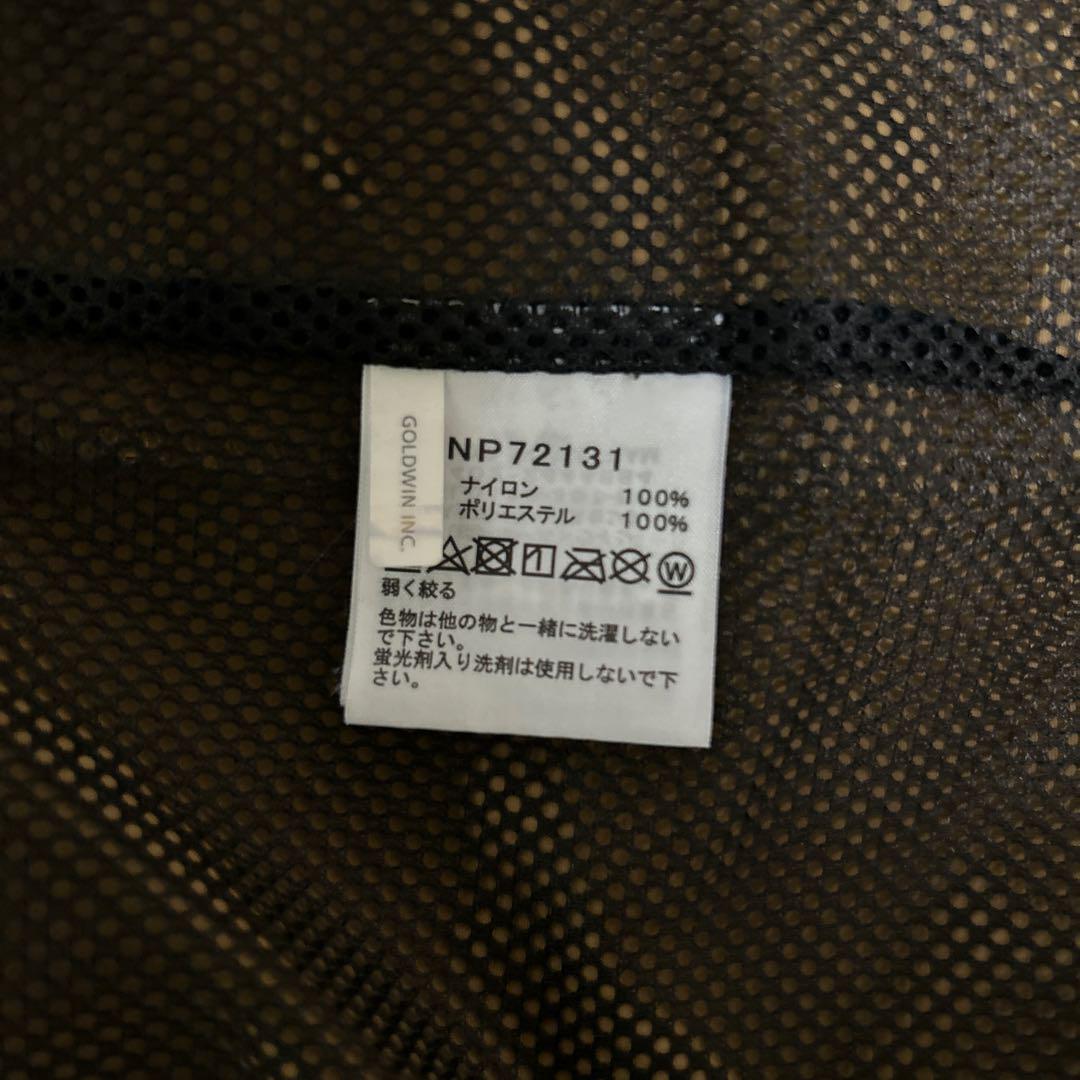 GOLDWIN INC.
NP72131
ナイロン 100%
ポリエステル 100%
W
弱く絞る
色物は他の物と一緒に洗濯しない
で下さい。
蛍光剤入り洗剤は使用しないで下
さい。